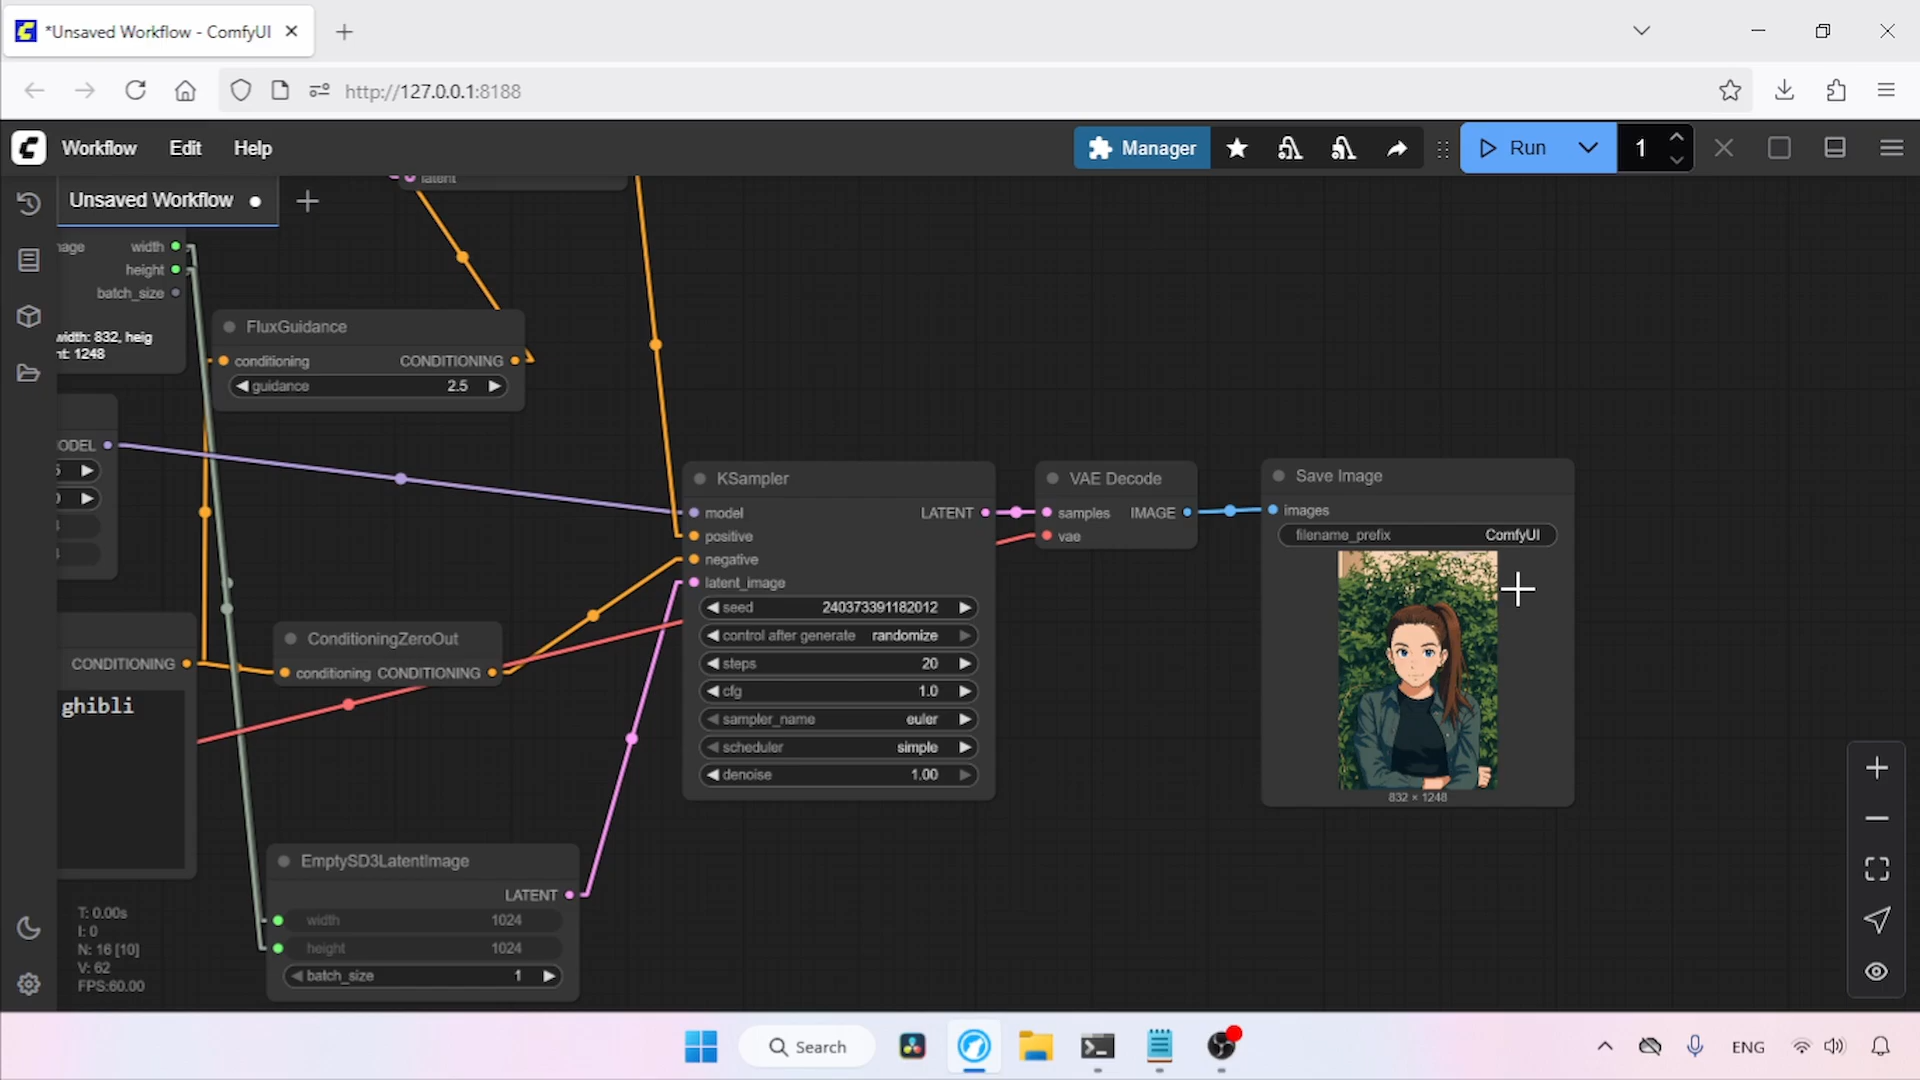 *Unsaved Workflow - ComfyUI
http://127.0.0.1:8188
Workflow
Edit
Help
Manager
Run
1
Unsaved Workflow
latent
width
height
batch_size
width: 832, heig
ht: 1248
FluxGuidance
conditioning
CONDITIONING
guidance
2.5
CONDITIONING
ghibli
ConditioningZeroOut
conditioning
CONDITIONING
EmptySD3LatentImage
LATENT
width
1024
height
1024
batch_size
1
KSampler
model
LATENT
positive
negative
latent_image
seed
240373391182012
control after generate
randomize
steps
20
cfg
1.0
sampler_name
euler
scheduler
simple
denoise
1.00
VAE Decode
samples
IMAGE
vae
Save Image
images
filename_prefix
ComfyUI
832 × 1248
T: 0.00s
I: 0
N: 16 [10]
V: 62
FPS:60.00
Search
ENG